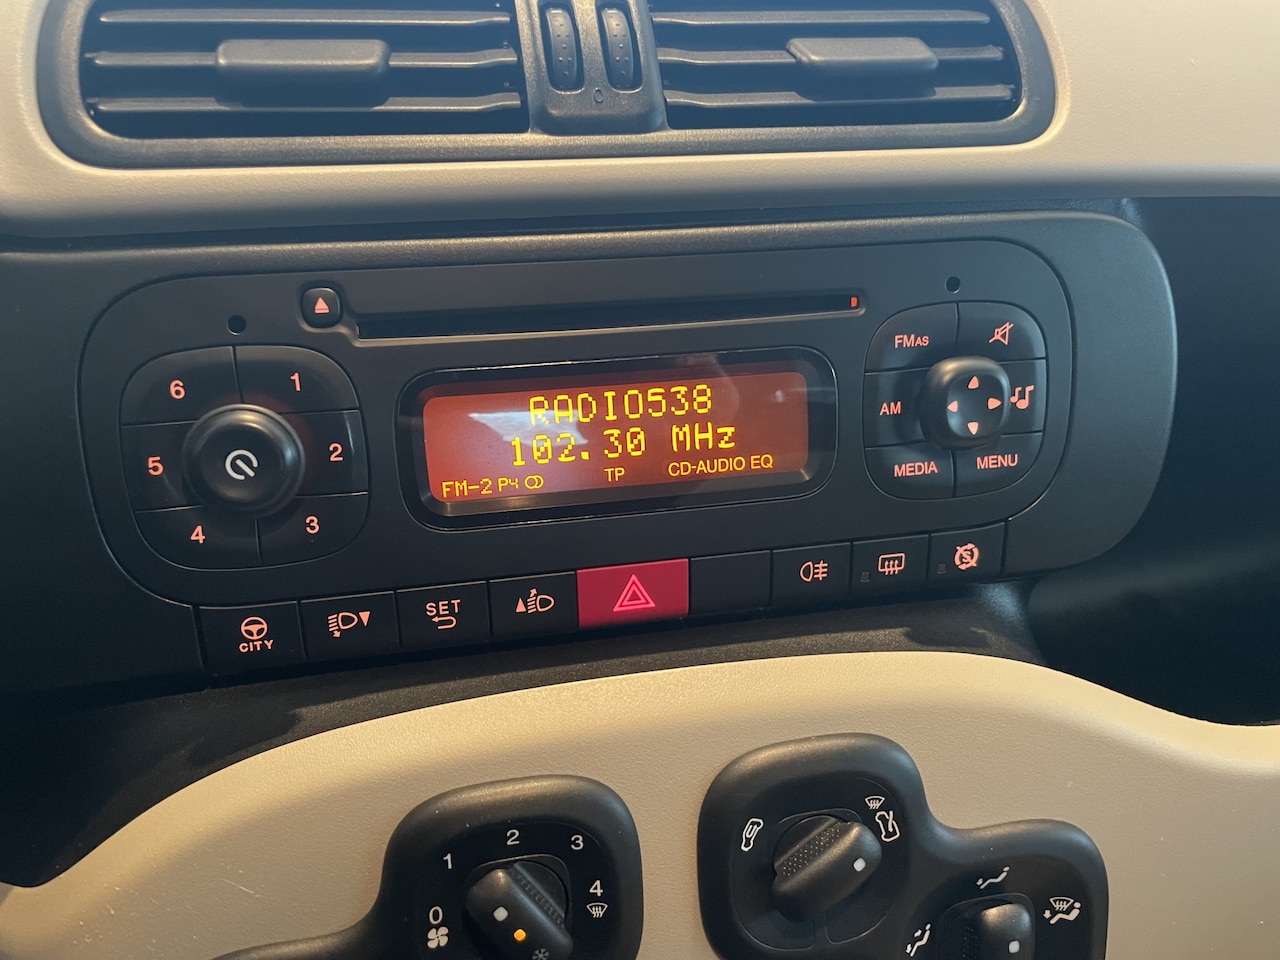 6
1
5
2
4
3
RADIO538
102.30 MHz
FM-2 P4 TP CD-AUDIO EQ
FMAS
AM
MEDIA
MENU
CITY
SET
0
1
2
3
4
0